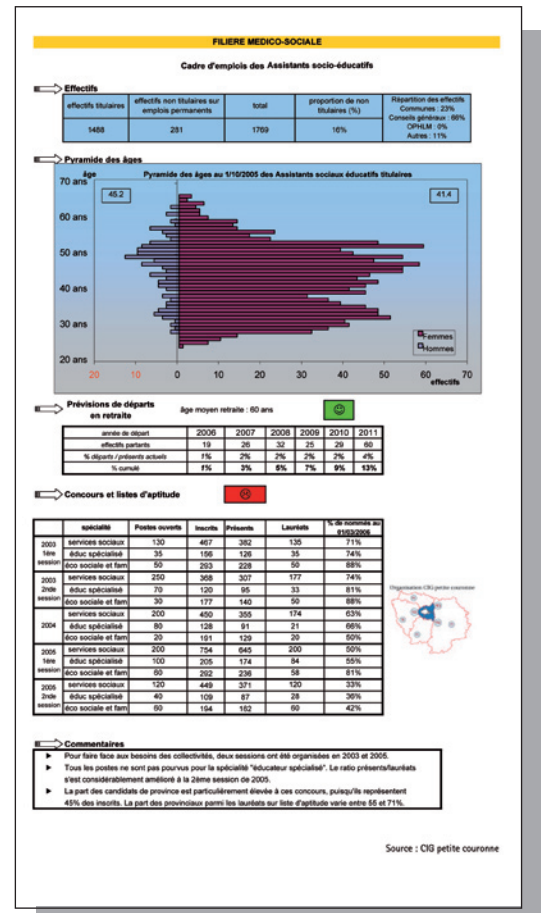 FILIERE MEDICO-SOCIALE
Cadre d'emplois des Assistants socio-éducatifs
Effectifs
effectifs titulaires | effectifs non titulaires sur emplois permanents | total | proportion de non titulaires (%) | Répartition des effectifs
Communes : 23%
Conseils généraux : 66%
OPHLM : 0%
Autres : 11%
1488 | 281 | 1769 | 16%
Pyramide des âges
âge
Pyramide des âges au 1/10/2005 des Assistants sociaux éducatifs titulaires
70 ans
45.2
41.4
60 ans
50 ans
40 ans
30 ans
20 ans
Femmes
Hommes
20 10 0 10 20 30 40 50 60 70
effectifs
Prévisions de départs
en retraite
âge moyen retraite : 60 ans
année de départ | 2006 | 2007 | 2008 | 2009 | 2010 | 2011
effectifs partants | 19 | 26 | 32 | 25 | 29 | 60
% départs / présents actuels | 1% | 2% | 2% | 2% | 2% | 4%
% cumulé | 1% | 3% | 5% | 7% | 9% | 13%
Concours et listes d'aptitude
spécialité | Postes ouverts | Inscrits | Présents | Lauréats | % de nommés au 01/03/2006
2003 1ére session
services sociaux | 130 | 467 | 382 | 135 | 71%
éduc spécialisé | 35 | 156 | 126 | 35 | 74%
éco sociale et fam | 50 | 293 | 228 | 50 | 88%
2003 2nde session
services sociaux | 250 | 368 | 307 | 177 | 74%
éduc spécialisé | 70 | 120 | 95 | 33 | 81%
éco sociale et fam | 30 | 177 | 140 | 50 | 88%
2004
services sociaux | 200 | 450 | 355 | 174 | 63%
éduc spécialisé | 80 | 128 | 91 | 21 | 66%
éco sociale et fam | 20 | 191 | 129 | 20 | 50%
2005 1ére session
services sociaux | 200 | 754 | 645 | 200 | 50%
éduc spécialisé | 100 | 205 | 174 | 84 | 55%
éco sociale et fam | 60 | 292 | 236 | 58 | 81%
2005 2nde session
services sociaux | 120 | 449 | 371 | 120 | 33%
éduc spécialisé | 40 | 109 | 87 | 28 | 36%
éco sociale et fam | 60 | 194 | 162 | 60 | 42%
Organisation CIG petite couronne
Commentaires
► Pour faire face aux besoins des collectivités, deux sessions ont été organisées en 2003 et 2005.
► Tous les postes ne sont pas pourvus pour la spécialité "éducateur spécialisé". Le ratio présents/lauréats
s'est considérablement amélioré à la 2ème session de 2005.
► La part des candidats de province est particulièrement élevée à ces concours, puisqu'ils représentent
45% des inscrits. La part des provinciaux parmi les lauréats sur liste d'aptitude varie entre 55 et 71%.
Source : CIG petite couronne